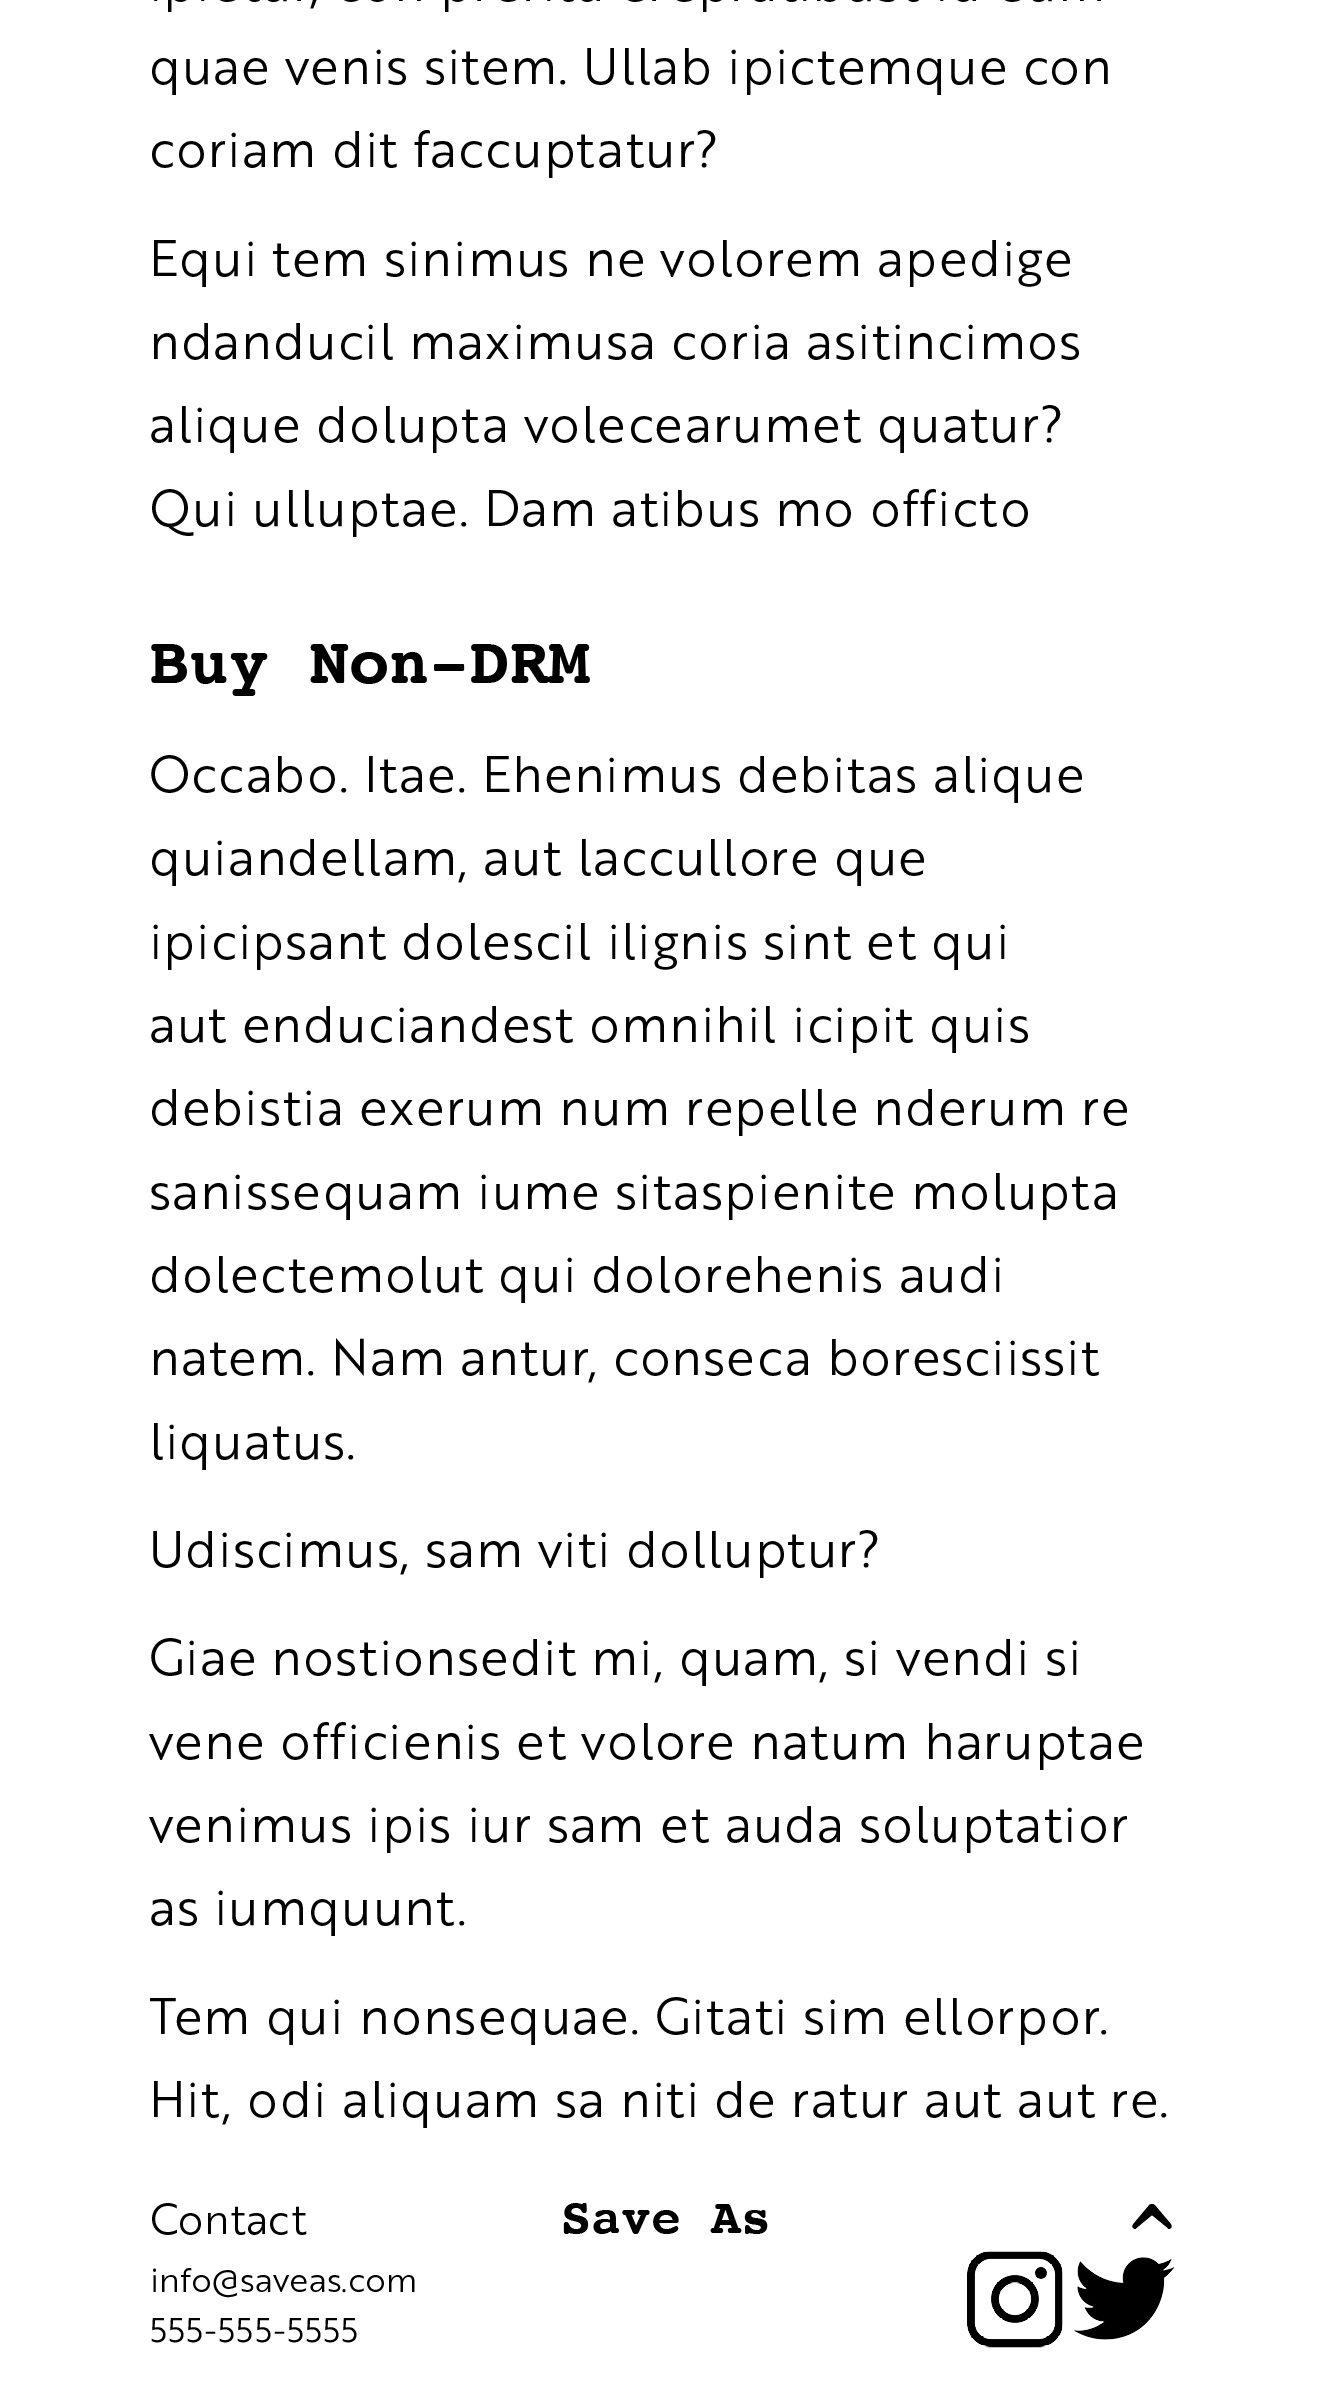 quae venis sitem. Ullab ipictemque con
coriam dit faccuptatur?
Equi tem sinimus ne volorem apedige
ndanducil maximusa coria asitincimos
alique dolupta volecearumet quatur?
Qui ulluptae. Dam atibus mo officto
Buy Non-DRM
Occabo. Itae. Ehenimus debitas alique
quiandellam, aut laccullore que
ipicipsant dolescil ilignis sint et qui
aut enduciandest omnihil icipit quis
debistia exerum num repelle nderum re
sanissequam iume sitaspienite molupta
dolectemolut qui dolorehenis audi
natem. Nam antur, conseca boresciissit
liquatus.
Udiscimus, sam viti dolluptur?
Giae nostionsedit mi, quam, si vendi si
vene officienis et volore natum haruptae
venimus ipis iur sam et auda soluptatior
as iumquunt.
Tem qui nonsequae. Gitati sim ellorpor.
Hit, odi aliquam sa niti de ratur aut aut re.
Contact
info@saveas.com
555-555-5555
Save As